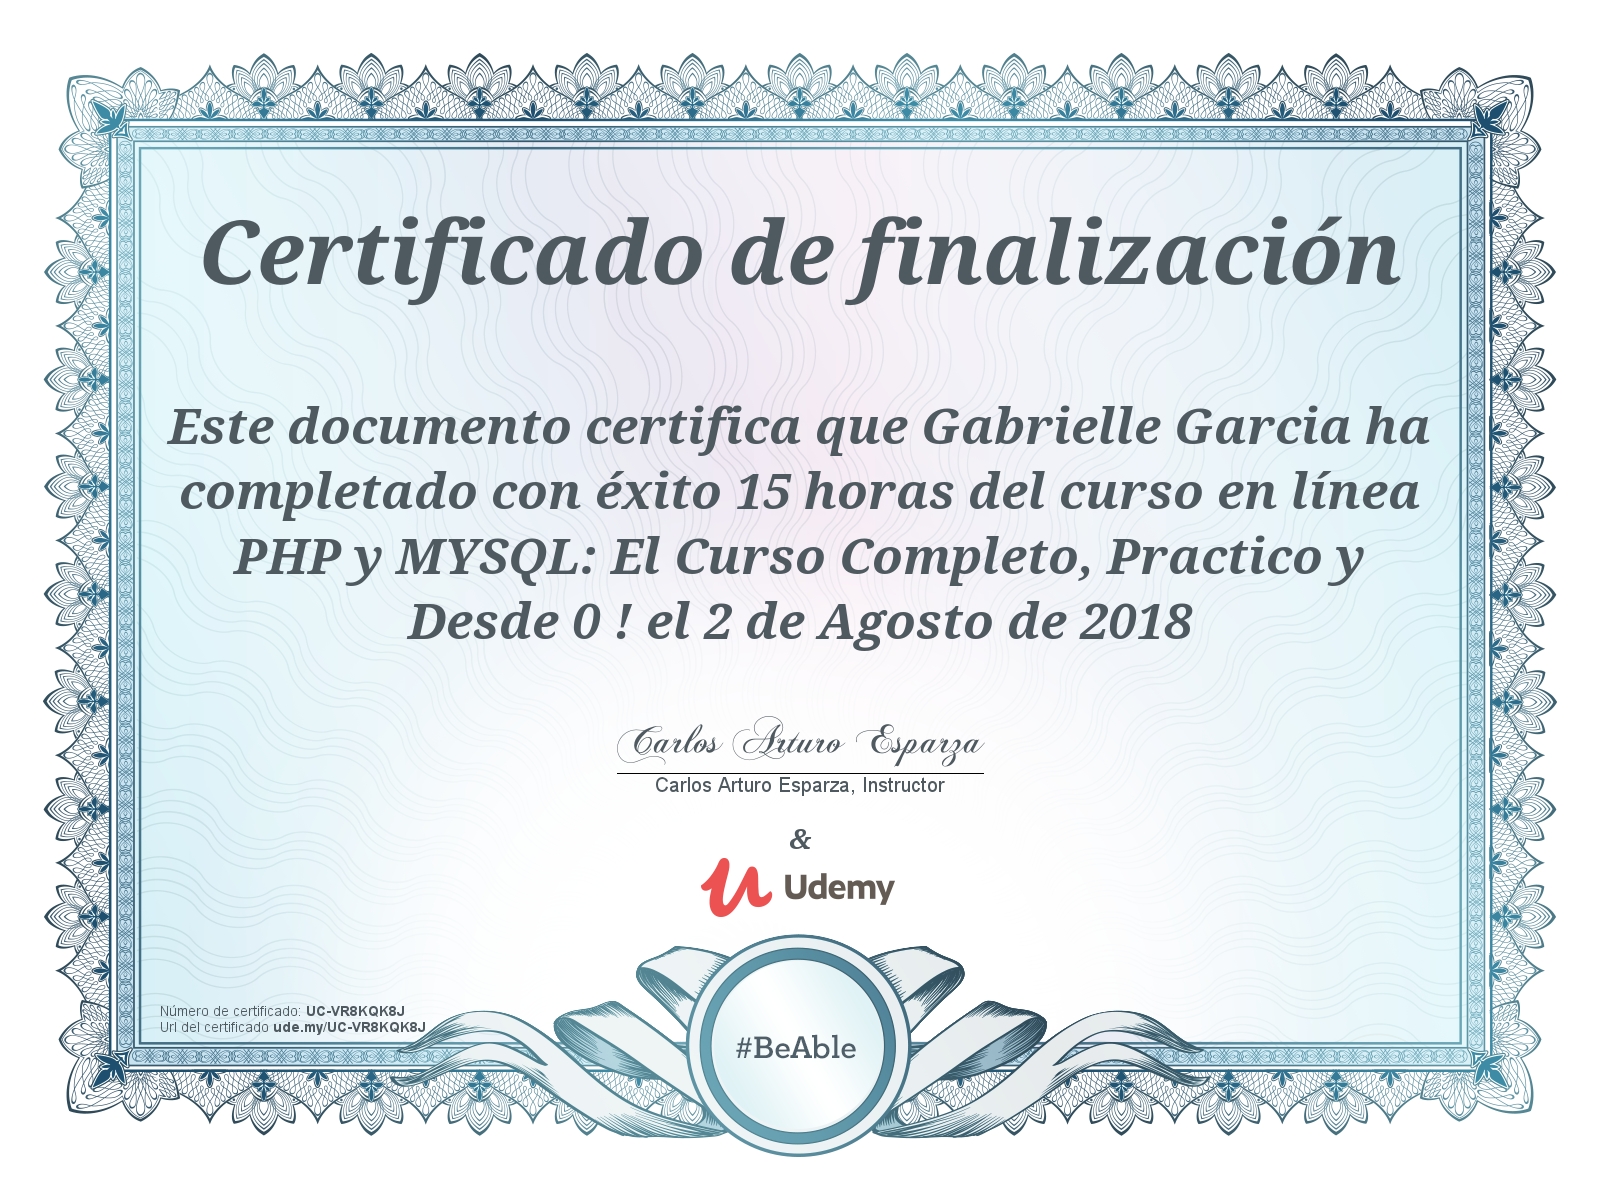 Certificado de finalización
Este documento certifica que Gabrielle Garcia ha
completado con éxito 15 horas del curso en línea
PHP y MYSQL: El Curso Completo, Practico y
Desde 0 ! el 2 de Agosto de 2018
Carlos Arturo Esparza
Carlos Arturo Esparza, Instructor
&
Udemy
Número de certificado: UC-VR8KQK8J
Url del certificado ude.my/UC-VR8KQK8J
#BeAble